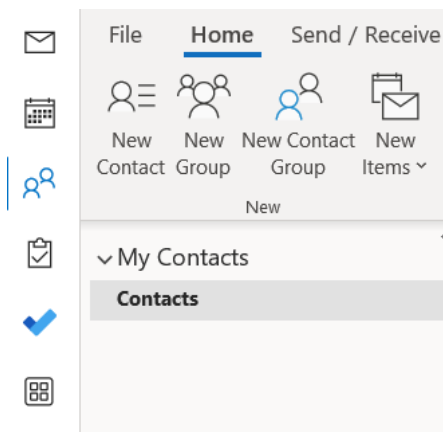 File Home Send / Receive
New Contact
New Group
New Contact Group
New Items
New
My Contacts
Contacts